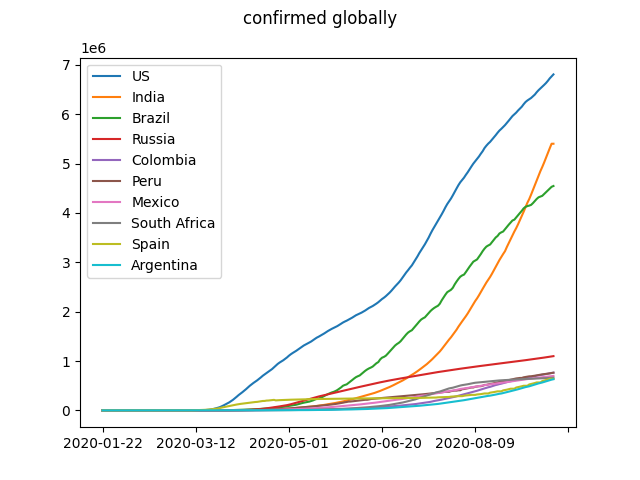 confirmed globally
1e6
7
6
5
4
3
2
1
0
US
India
Brazil
Russia
Colombia
Peru
Mexico
South Africa
Spain
Argentina
2020-01-22 2020-03-12 2020-05-01 2020-06-20 2020-08-09